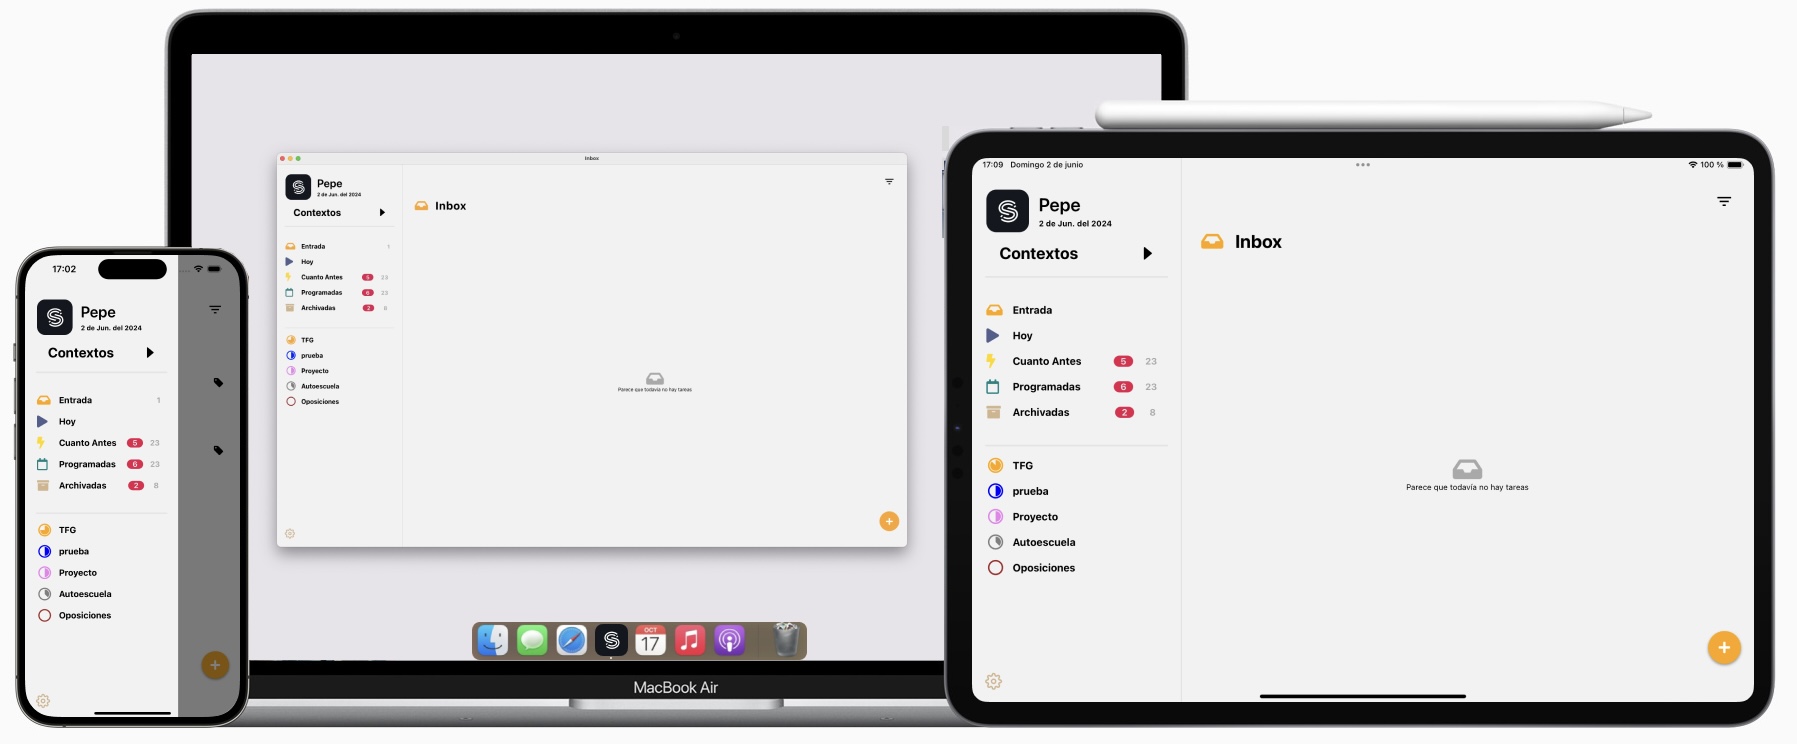 17:02
Pepe
2 de Jun. del 2024
Contextos
Entrada 1
Hoy
Cuanto Antes 5 23
Programadas 6 23
Archivadas 2 8
TFG
prueba
Proyecto
Autoescuela
Oposiciones
Inbox
Pepe
2 de Jun. del 2024
Contextos
Inbox
Entrada 1
Hoy
Cuanto Antes 5 23
Programadas 6 23
Archivadas 2 8
TFG
prueba
Proyecto
Autoescuela
Oposiciones
Parece que todavía no hay tareas
OCT
17
MacBook Air
17:09 Domingo 2 de junio 100 %
Pepe
2 de Jun. del 2024
Contextos
Inbox
Entrada
Hoy
Cuanto Antes 5 23
Programadas 6 23
Archivadas 2 8
TFG
prueba
Proyecto
Autoescuela
Oposiciones
Parece que todavía no hay tareas